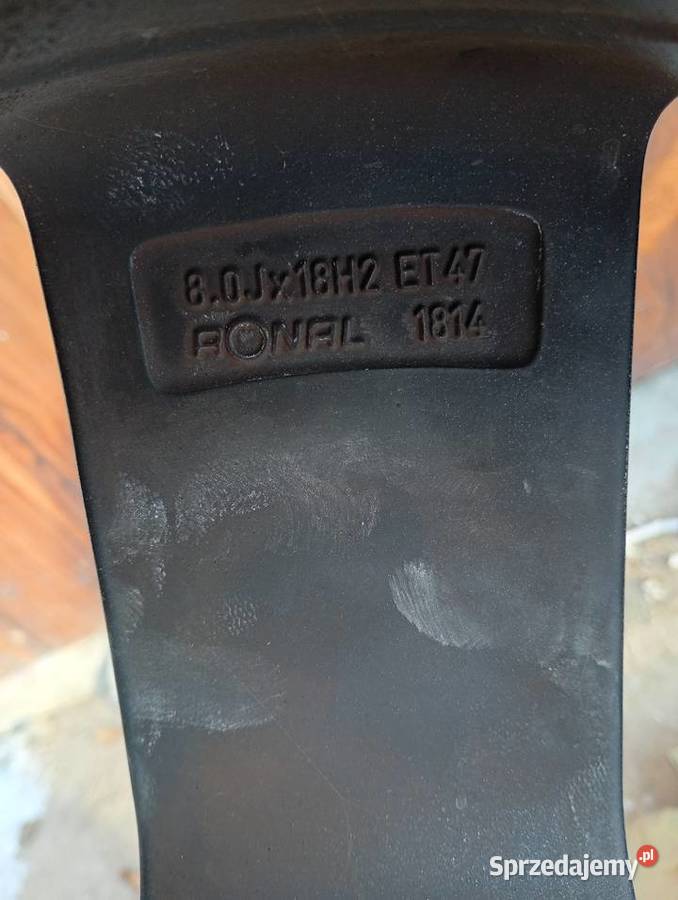 8.0Jx18H2 ET47
RONAL 1814
Sprzedajemy.pl